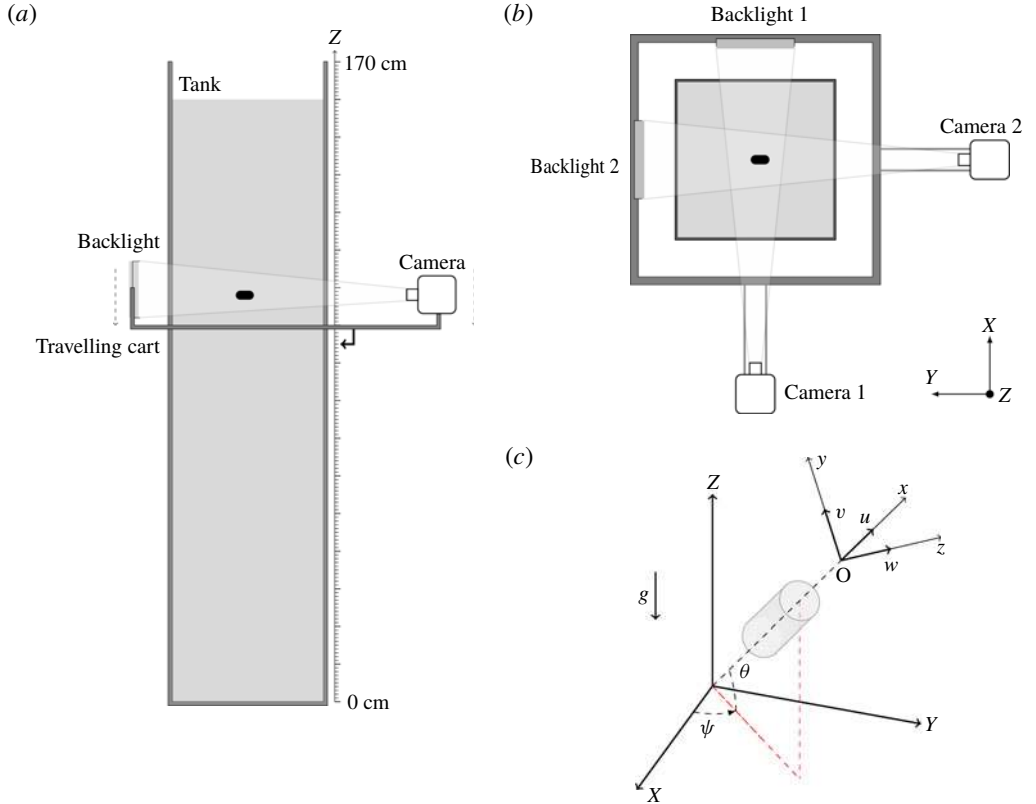 (a)
Z
170 cm
Tank
Backlight
Camera
Travelling cart
0 cm
(b)
Backlight 1
Camera 2
Backlight 2
Camera 1
X
Y
Z
(c)
y
x
Z
v
u
z
w
O
g
θ
Y
ψ
X